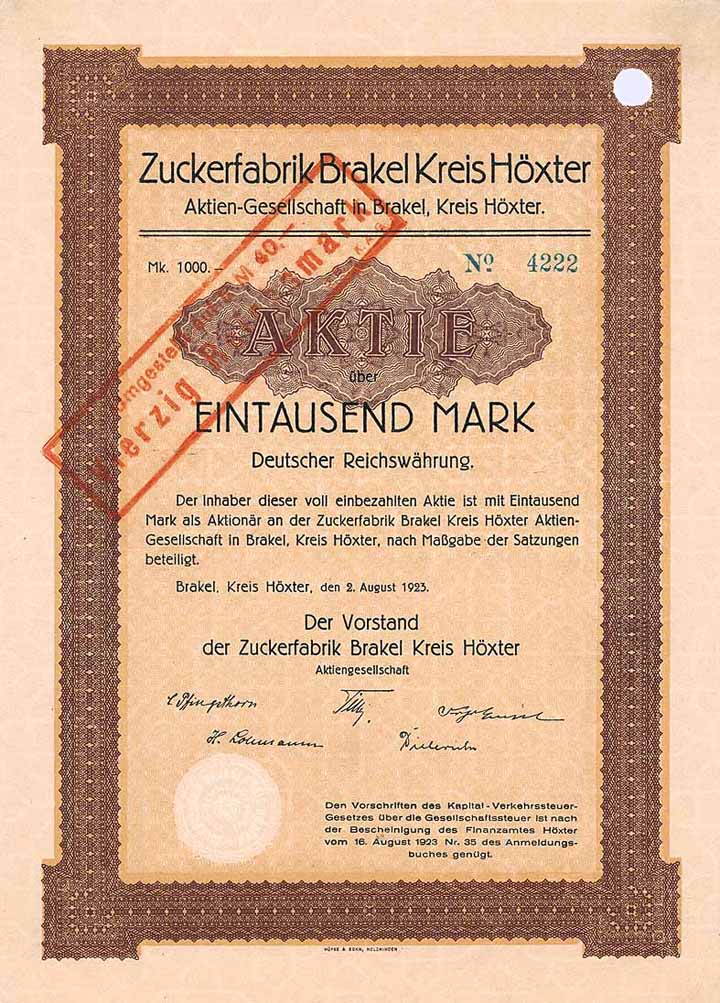 Zuckerfabrik Brakel Kreis Höxter
Aktien-Gesellschaft in Brakel, Kreis Höxter.
Mk. 1000.–
Nº 4222
AKTIE
über
EINTAUSEND MARK
Deutscher Reichswährung.
Der Inhaber dieser voll einbezahlten Aktie ist mit Eintausend
Mark als Aktionär an der Zuckerfabrik Brakel Kreis Höxter Aktien-
Gesellschaft in Brakel, Kreis Höxter, nach Maßgabe der Satzungen
beteiligt.
Brakel, Kreis Höxter, den 2. August 1923.
Der Vorstand
der Zuckerfabrik Brakel Kreis Höxter
Aktiengesellschaft
Den Vorschriften des Kapital-Verkehrssteuer-
Gesetzes über die Gesellschaftssteuer ist nach
der Bescheinigung des Finanzamtes Höxter
vom 16. August 1923 Nr. 35 des Anmeldungs-
buches genügt.
40.–
Vierzig